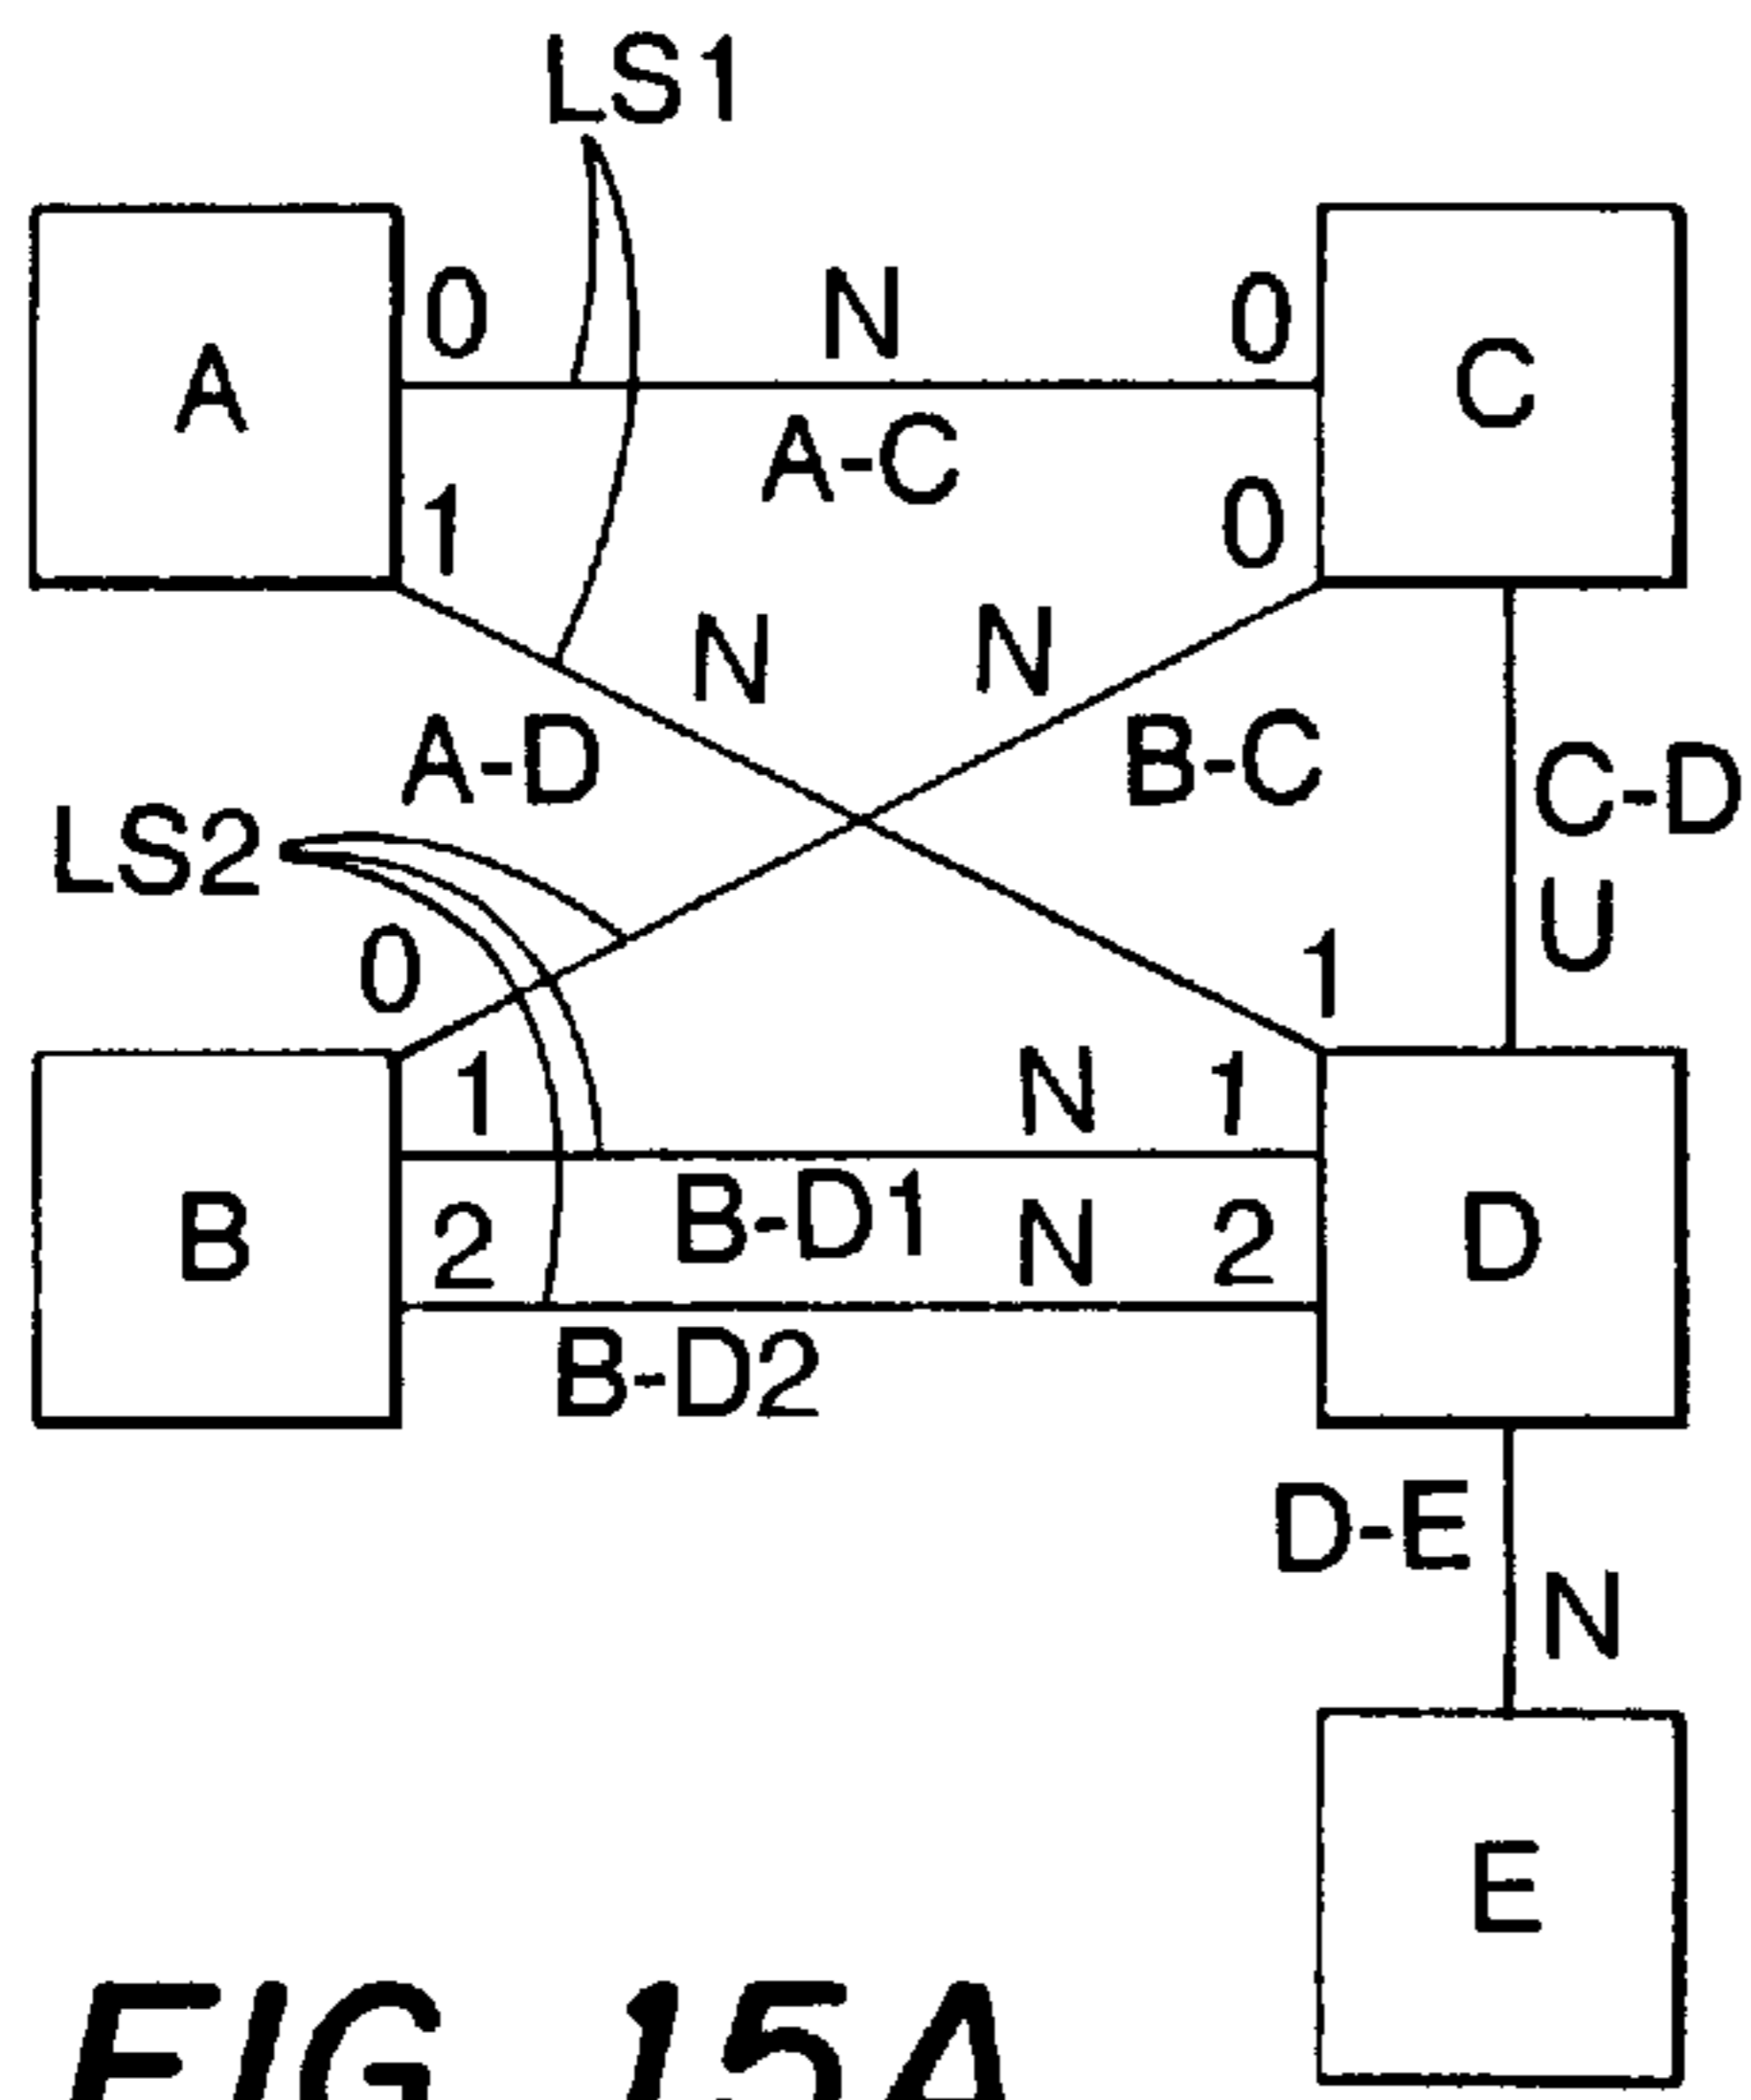 LS1
0 N 0
A C
A-C
1 0
N N
A-D B-C C-D
LS2
0 1 U
1 N 1
B B-D1 D
2 N 2
B-D2
D-E
N
E
FIG. 15A